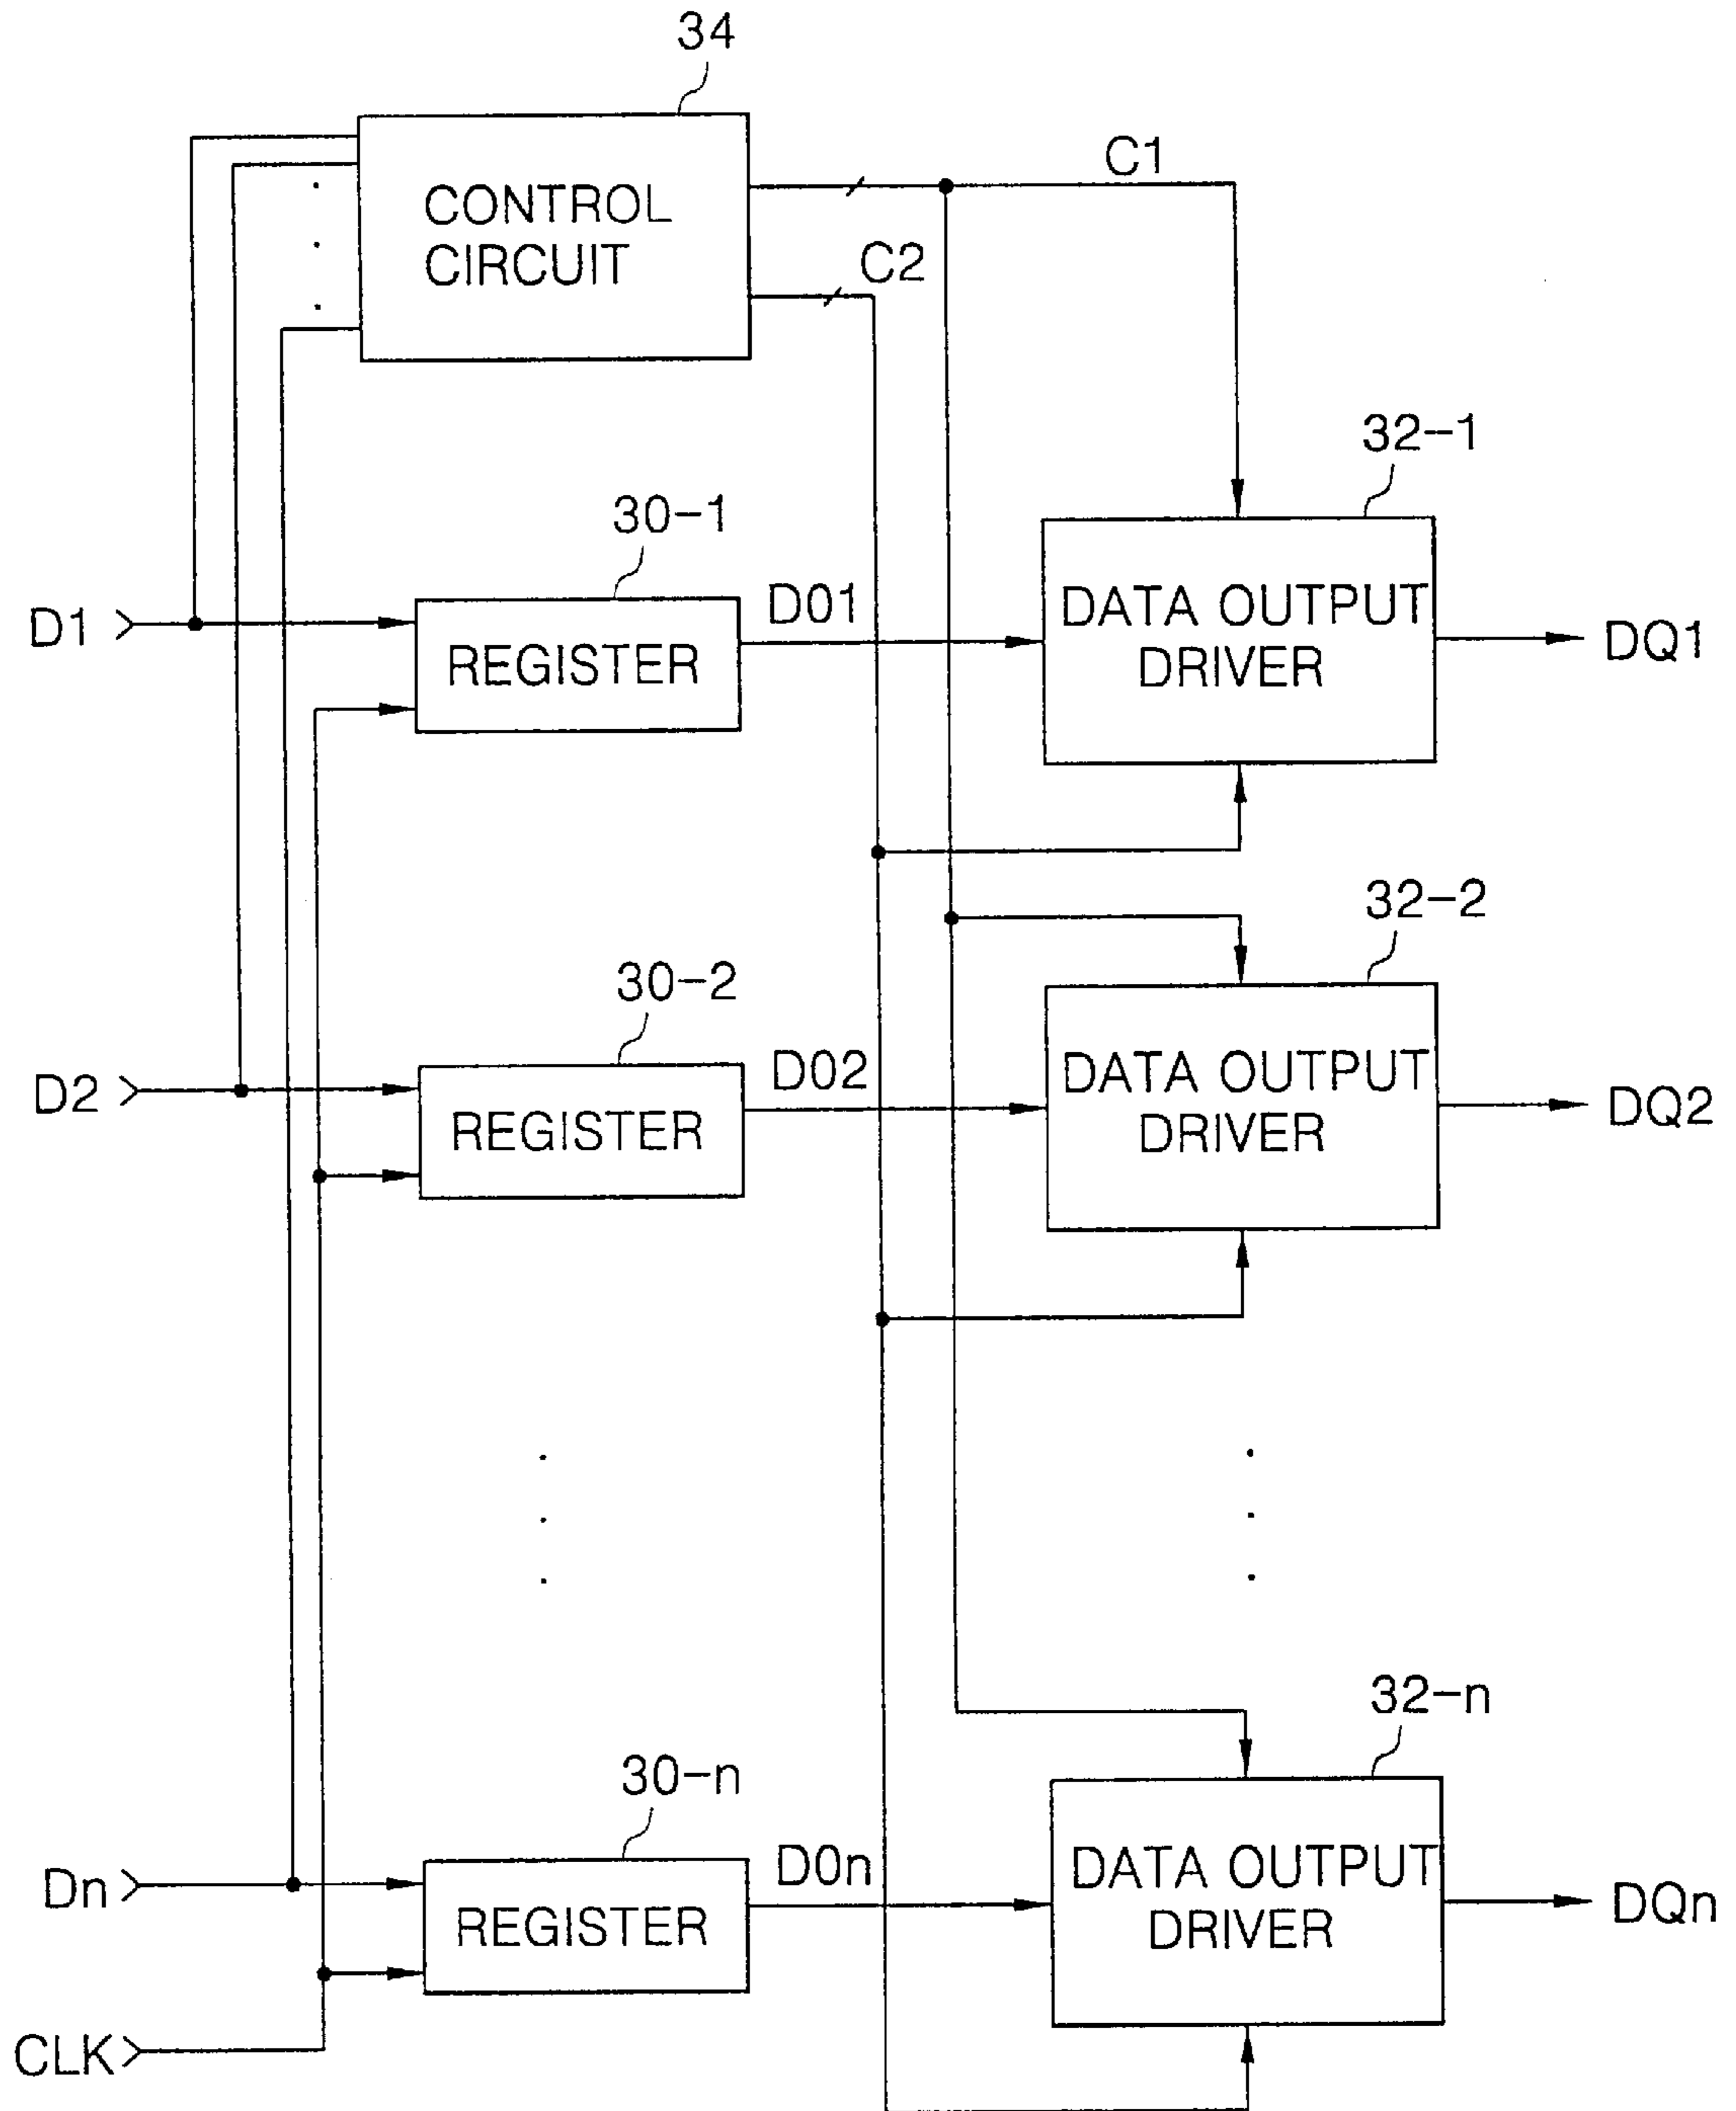 34
CONTROL
CIRCUIT
C1
C2
32-1
30-1
D1
REGISTER
D01
DATA OUTPUT
DRIVER
DQ1
32-2
30-2
D2
REGISTER
D02
DATA OUTPUT
DRIVER
DQ2
32-n
30-n
Dn
REGISTER
D0n
DATA OUTPUT
DRIVER
DQn
CLK